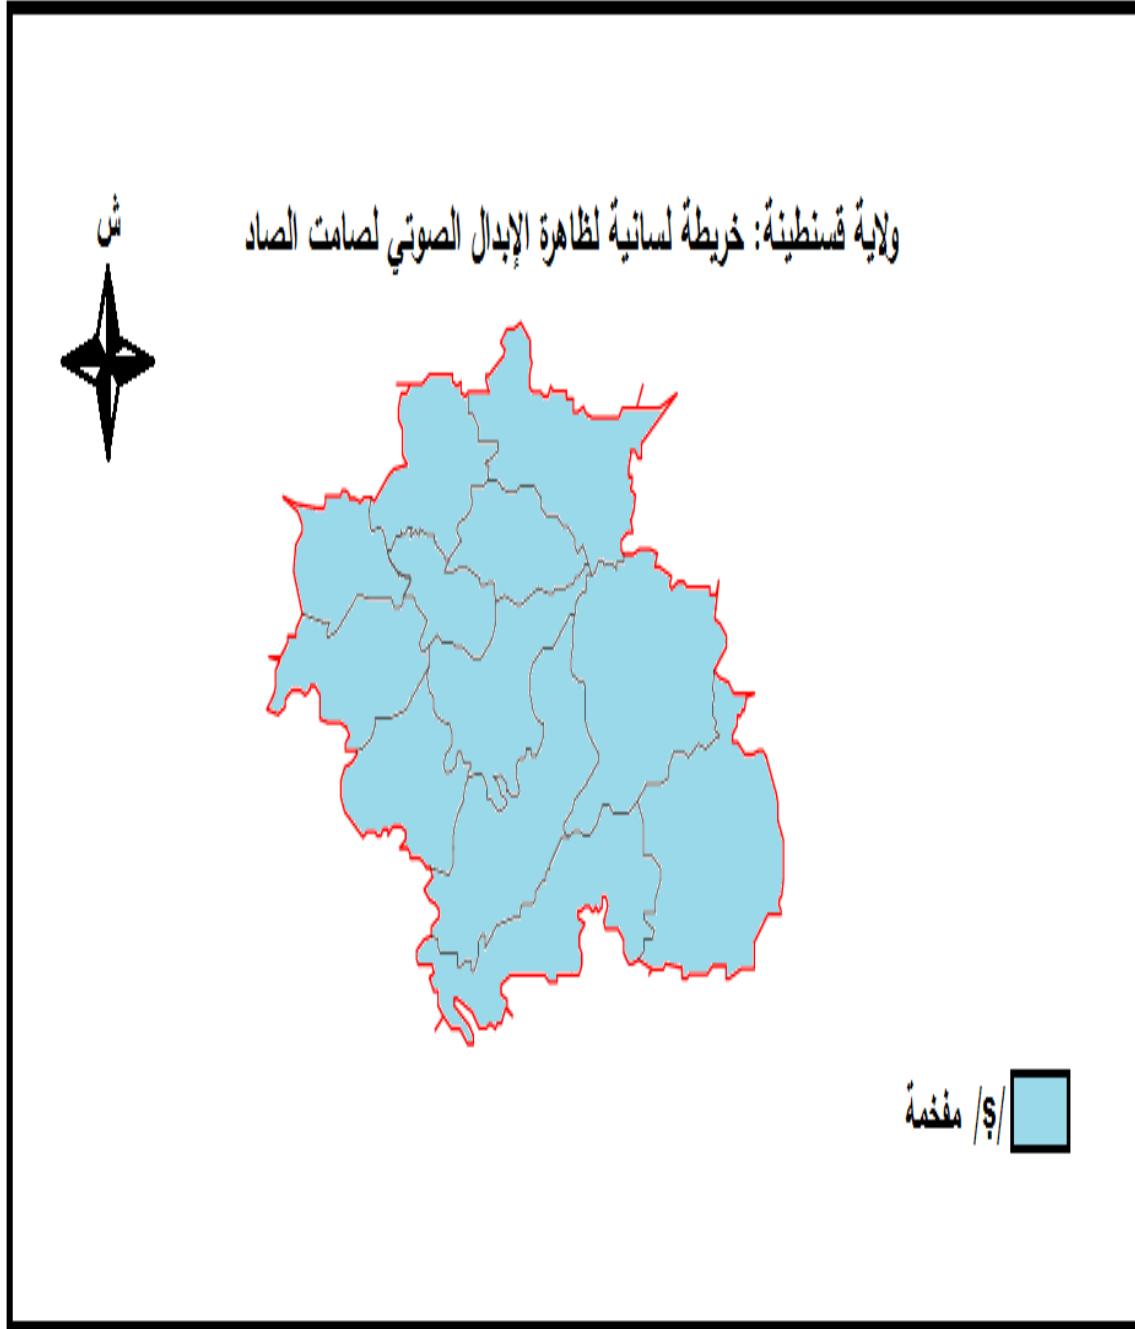 ش
ولاية قسنطينة: خريطة لسانية لظاهرة الإبدال الصوتي لصامت الصاد
/ṣ/ مفخمة